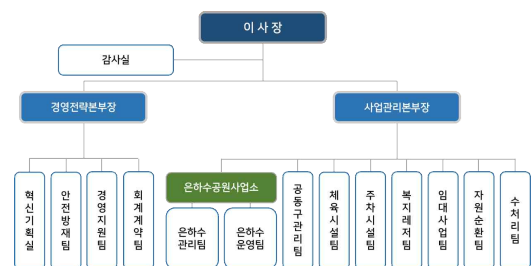 이 사 장
감사실
경영전략본부장
사업관리본부장
혁신기획실
안전방재팀
경영지원팀
회계계약팀
은하수공원사업소
은하수
관리팀
은하수
운영팀
공동구관리팀
체육시설팀
주차시설팀
복지레저팀
임대사업팀
자원순환팀
수처리팀